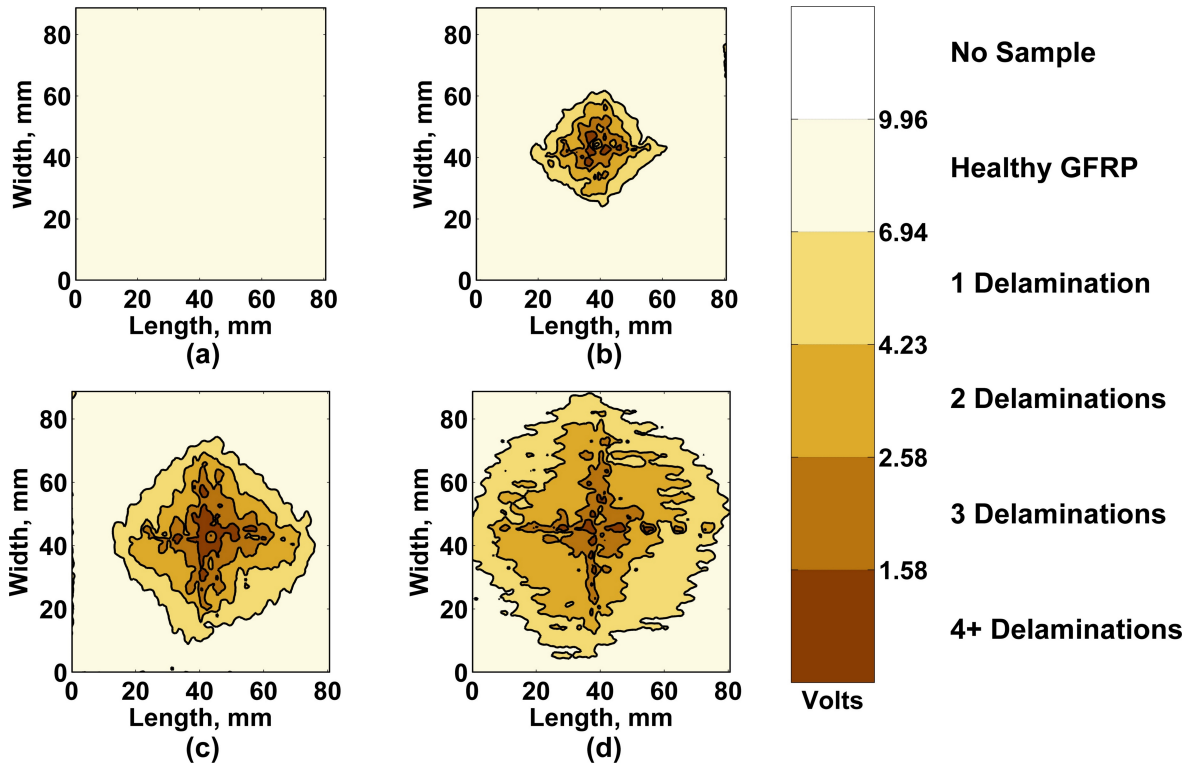 80
60
40
20
0
Width, mm
0 20 40 60 80
Length, mm
(a)
80
60
40
20
0
Width, mm
0 20 40 60 80
Length, mm
(b)
80
60
40
20
0
Width, mm
0 20 40 60 80
Length, mm
(c)
80
60
40
20
0
Width, mm
0 20 40 60 80
Length, mm
(d)
No Sample
9.96
Healthy GFRP
6.94
1 Delamination
4.23
2 Delaminations
2.58
3 Delaminations
1.58
4+ Delaminations
Volts